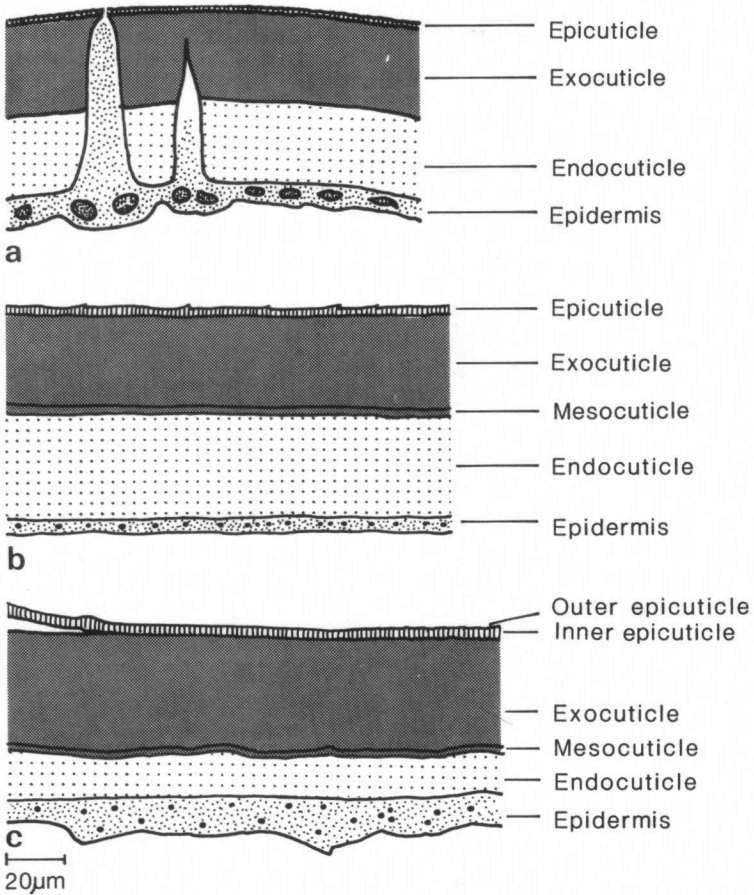 Epicuticle
Exocuticle
Endocuticle
Epidermis
a
Epicuticle
Exocuticle
Mesocuticle
Endocuticle
Epidermis
b
Outer epicuticle
Inner epicuticle
Exocuticle
Mesocuticle
Endocuticle
Epidermis
c
20µm